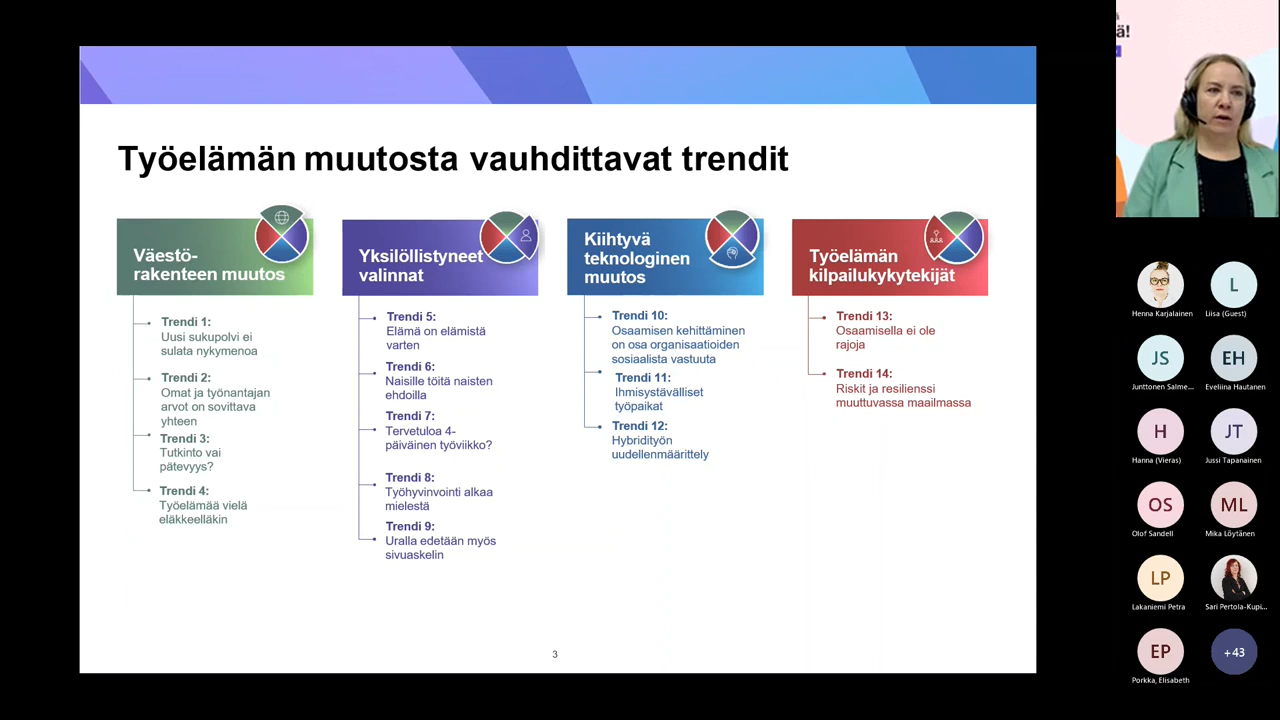 Työelämän muutosta vauhdittavat trendit
Väestö-
rakenteen muutos
Trendi 1:
Uusi sukupolvi ei
sulata nykymenoa
Trendi 2:
Omat ja työnantajan
arvot on sovittava
yhteen
Trendi 3:
Tutkinto vai
pätevyys?
Trendi 4:
Työelämää vielä
eläkkeelläkin
Yksilöllistyneet
valinnat
Trendi 5:
Elämä on elämistä
varten
Trendi 6:
Naisille töitä naisten
ehdoilla
Trendi 7:
Tervetuloa 4-
päiväinen työviikko?
Trendi 8:
Työhyvinvointi alkaa
mielestä
Trendi 9:
Uralla edetään myös
sivuaskelin
Kiihtyvä
teknologinen
muutos
Trendi 10:
Osaamisen kehittäminen
on osa organisaatioiden
sosiaalista vastuuta
Trendi 11:
Ihmisystävälliset
työpaikat
Trendi 12:
Hybridityön
uudellenmäärittely
Työelämän
kilpailukykytekijät
Trendi 13:
Osaamisella ei ole
rajoja
Trendi 14:
Riskit ja resilienssi
muuttuvassa maailmassa
3
ä!
Henna Karjalainen
L
Liisa (Guest)
JS
Junttonen Salme...
EH
Eveliina Hautanen
H
Hanna (Vieras)
JT
Jussi Tapanainen
OS
Olof Sandell
ML
Mika Löytänen
LP
Lakaniemi Petra
Sari Pertola-Kupi...
EP
Porkka, Elisabeth
+43